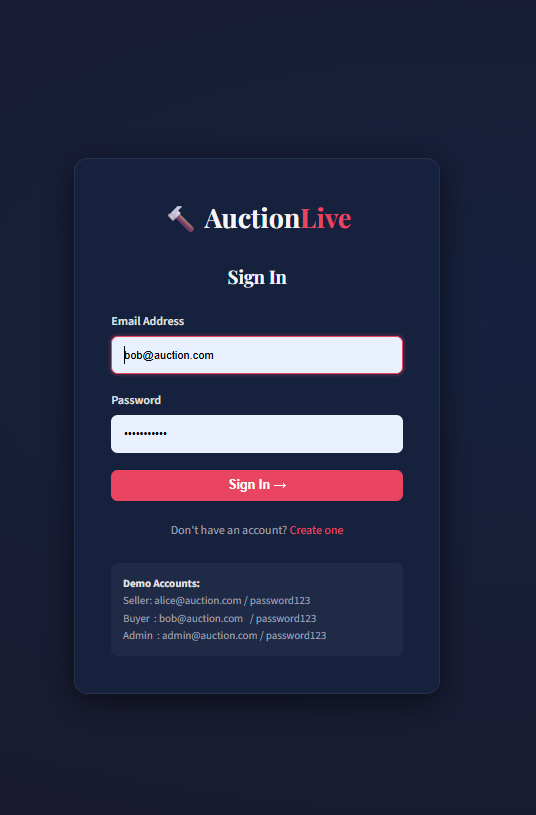 AuctionLive
Sign In
Email Address
bob@auction.com
Password
•••••••••••
Sign In →
Don't have an account? Create one
Demo Accounts:
Seller: alice@auction.com / password123
Buyer : bob@auction.com / password123
Admin : admin@auction.com / password123